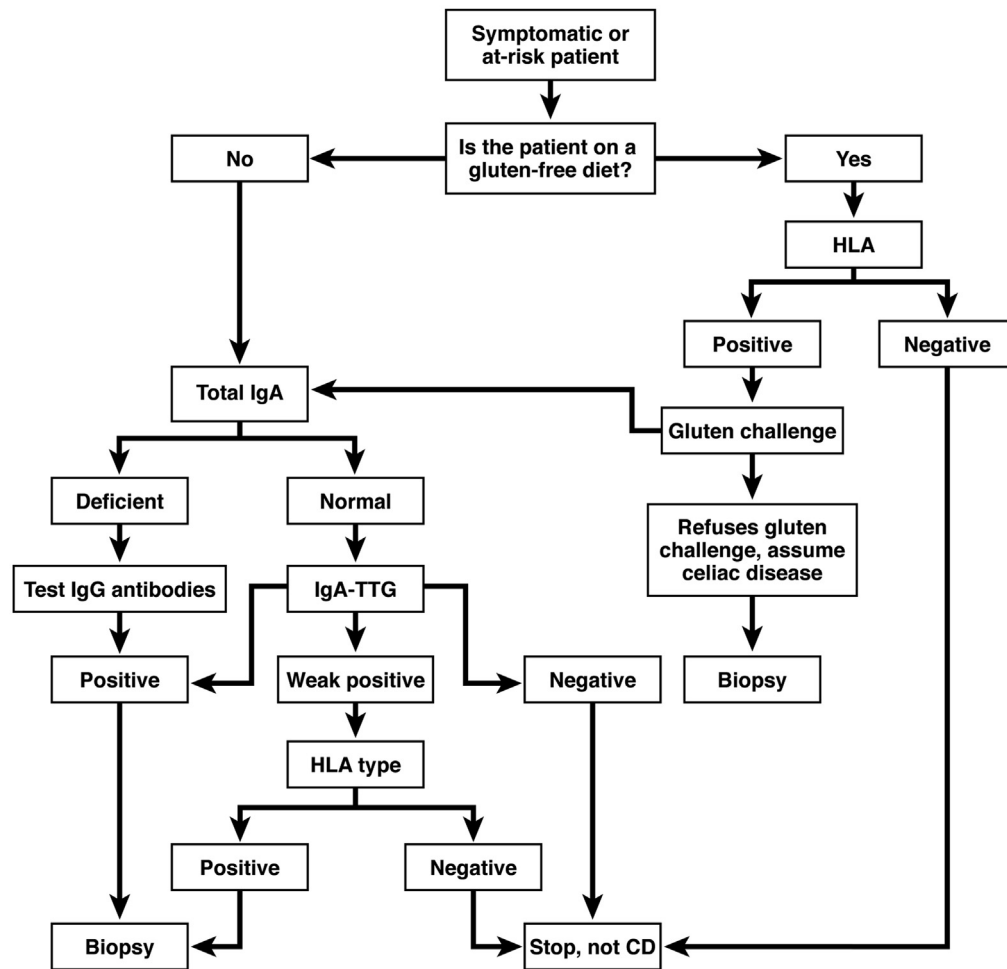 Symptomatic or
at-risk patient
Is the patient on a
gluten-free diet?
No
Yes
HLA
Positive
Negative
Total IgA
Gluten challenge
Deficient
Normal
Refuses gluten
challenge, assume
celiac disease
Test IgG antibodies
IgA-TTG
Positive
Weak positive
Negative
Biopsy
HLA type
Positive
Negative
Biopsy
Stop, not CD